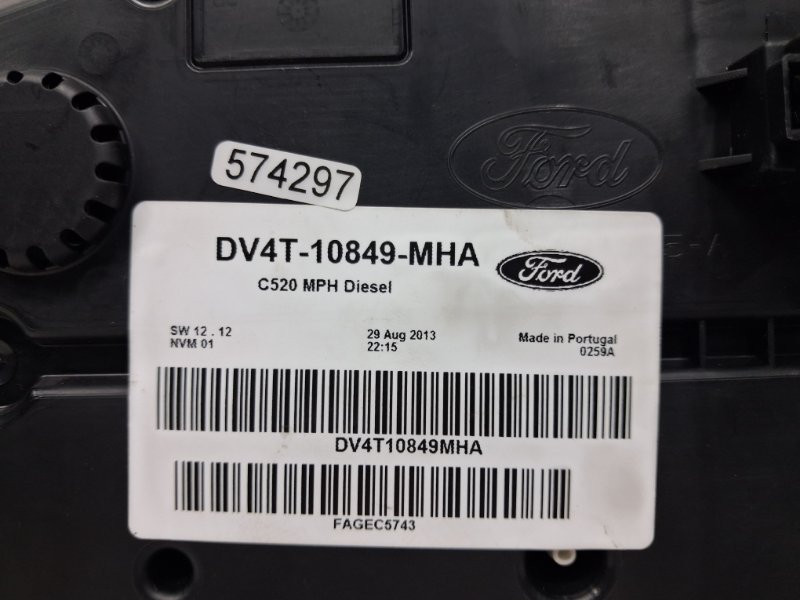 574297
Ford
DV4T-10849-MHA
Ford
C520 MPH Diesel
SW 12 . 12
NVM 01
29 Aug 2013
22:15
Made in Portugal
0259A
DV4T10849MHA
FAGEC5743